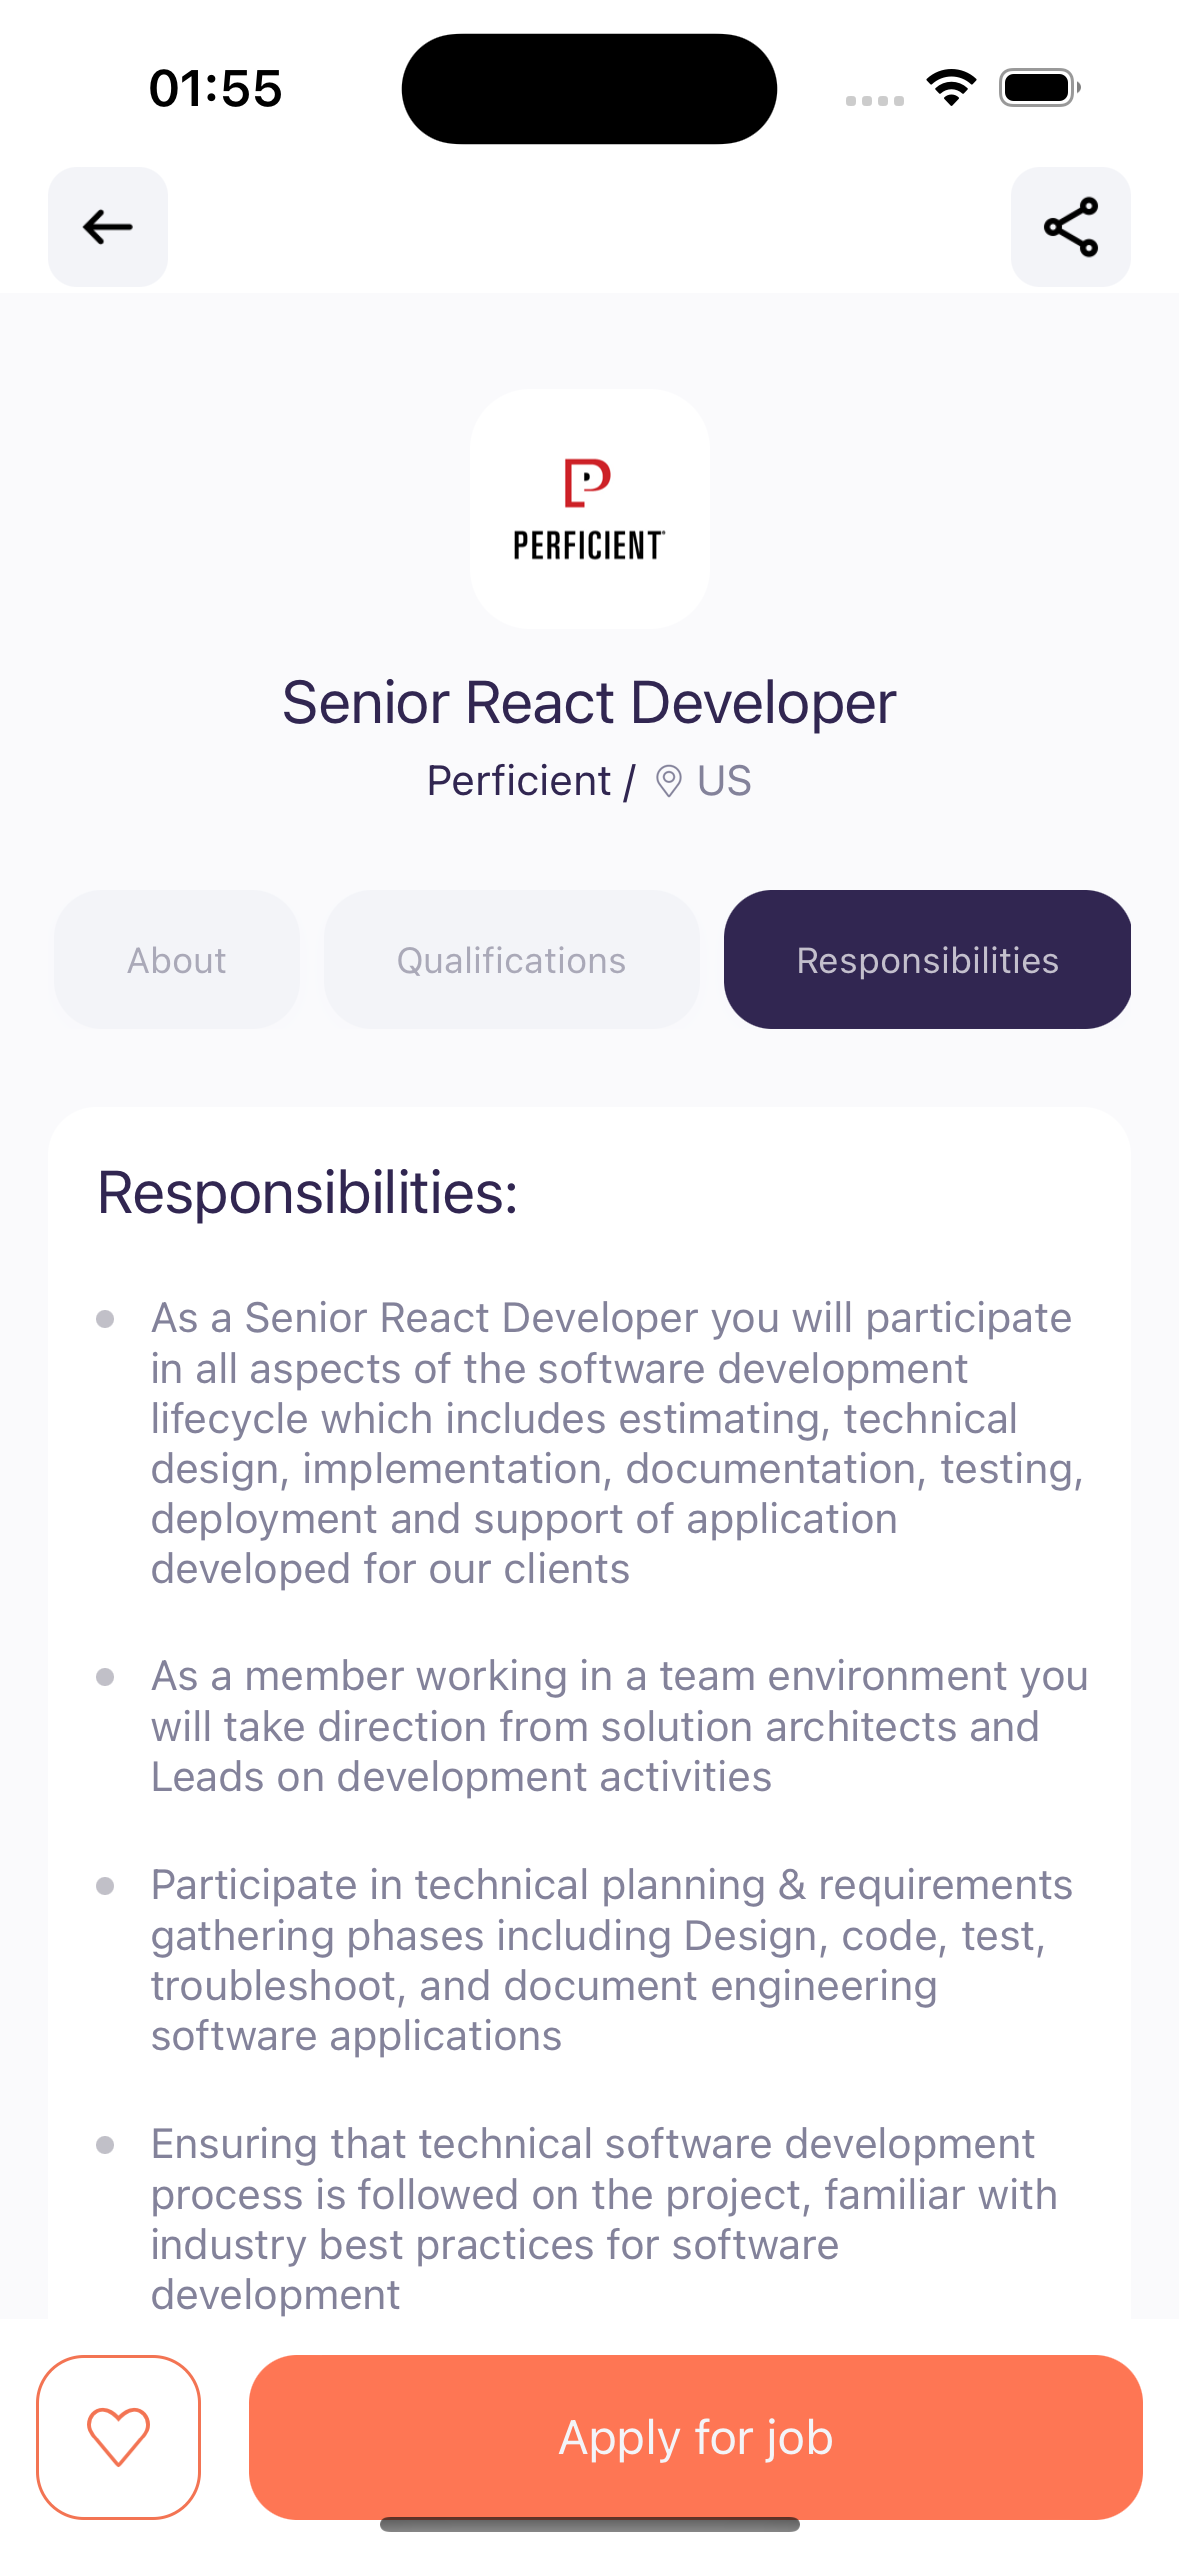 01:55
PERFICIENT
Senior React Developer
Perficient / US
About Qualifications Responsibilities
Responsibilities:
As a Senior React Developer you will participate
in all aspects of the software development
lifecycle which includes estimating, technical
design, implementation, documentation, testing,
deployment and support of application
developed for our clients
As a member working in a team environment you
will take direction from solution architects and
Leads on development activities
Participate in technical planning & requirements
gathering phases including Design, code, test,
troubleshoot, and document engineering
software applications
Ensuring that technical software development
process is followed on the project, familiar with
industry best practices for software
development
Apply for job